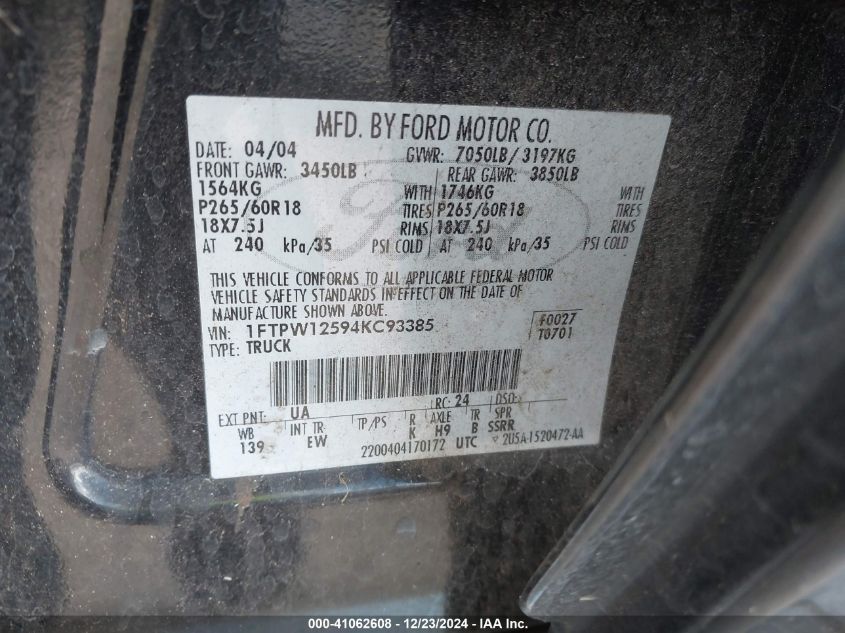 MFD. BY FORD MOTOR CO.
DATE: 04/04 GVWR: 7050LB/ 3197KG
FRONT GAWR: 3450LB REAR GAWR: 3850LB
1564KG WITH 1746KG WITH
P265/60R18 TIRES P265/60R18 TIRES
18X7.5J RIMS 18X7.5J RIMS
AT 240 kPa/35 PSI COLD AT 240 kPa/35 PSI COLD
Ford
THIS VEHICLE CONFORMS TO ALL APPLICABLE FEDERAL MOTOR
VEHICLE SAFETY STANDARDS IN EFFECT ON THE DATE OF
MANUFACTURE SHOWN ABOVE.
VIN: 1FTPW12594KC93385 F0027
TYPE: TRUCK T0701
RC: 24 DSO:
EXT PNT: UA
WB INT TR TP/PS R AXLE TR SPR
139 EW K H9 B SSRR
2200404170172 UTC 2U5A-1520472-AA
000-41062608 - 12/23/2024 - IAA Inc.